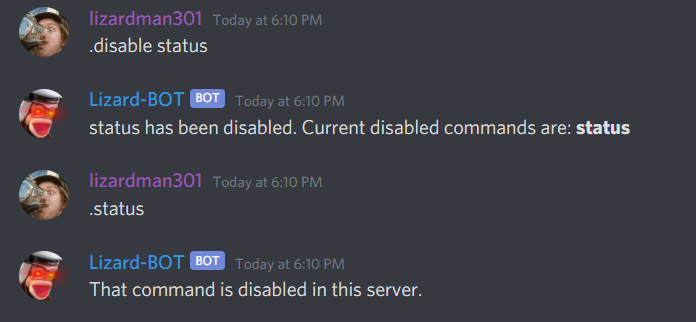 lizardman301 Today at 6:10 PM
.disable status
Lizard-BOT BOT Today at 6:10 PM
status has been disabled. Current disabled commands are: status
lizardman301 Today at 6:10 PM
.status
Lizard-BOT BOT Today at 6:10 PM
That command is disabled in this server.